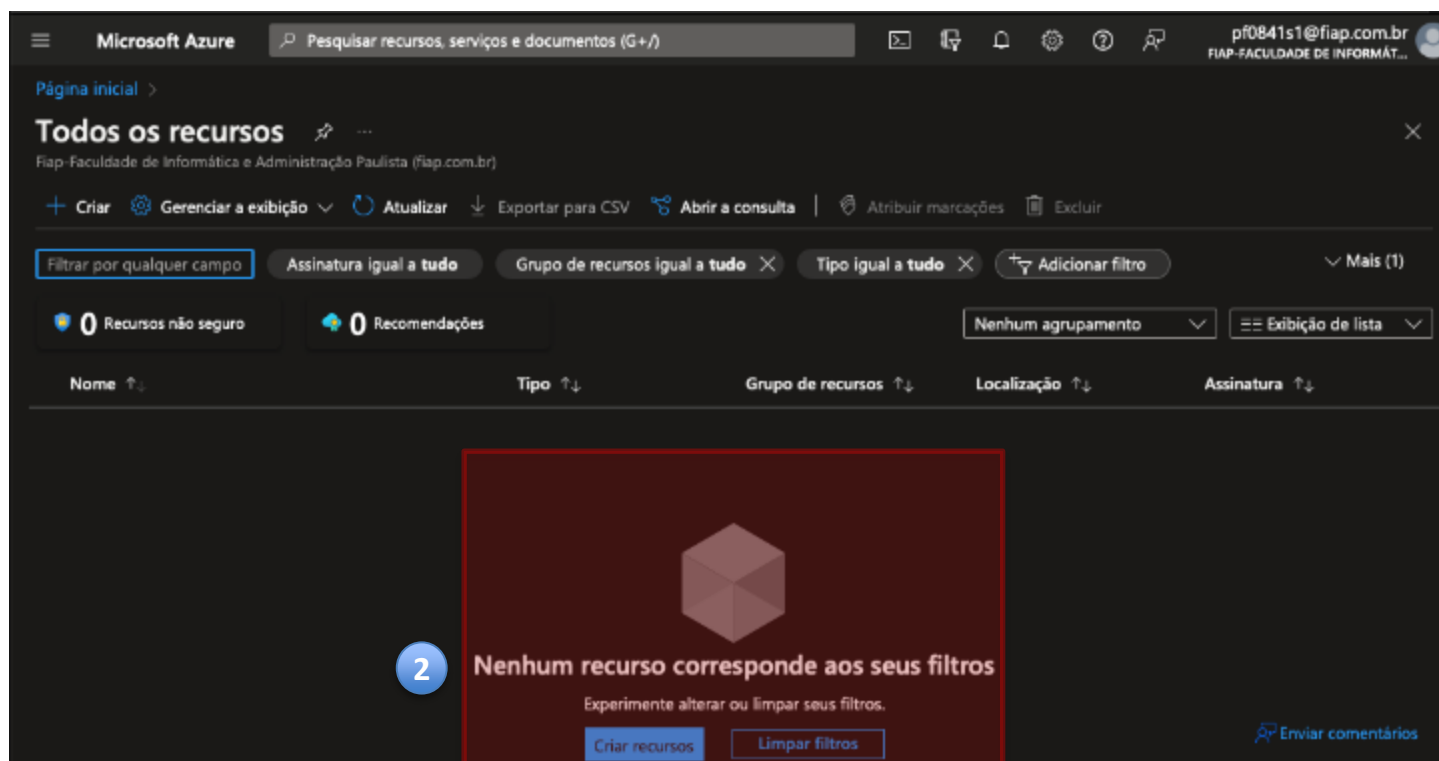 Microsoft Azure
Pesquisar recursos, serviços e documentos (G+/)
pf0841s1@fiap.com.br
FIAP-FACULDADE DE INFORMÁT...
Página inicial >
Todos os recursos ...
Fiap-Faculdade de Informática e Administração Paulista (fiap.com.br)
+ Criar Gerenciar a exibição Atualizar Exportar para CSV Abrir a consulta | Atribuir marcações Excluir
Filtrar por qualquer campo Assinatura igual a tudo Grupo de recursos igual a tudo Tipo igual a tudo Adicionar filtro Mais (1)
0 Recursos não seguro 0 Recomendações Nenhum agrupamento Exibição de lista
Nome ↑↓ Tipo ↑↓ Grupo de recursos ↑↓ Localização ↑↓ Assinatura ↑↓
2 Nenhum recurso corresponde aos seus filtros
Experimente alterar ou limpar seus filtros.
Criar recursos Limpar filtros
Enviar comentários